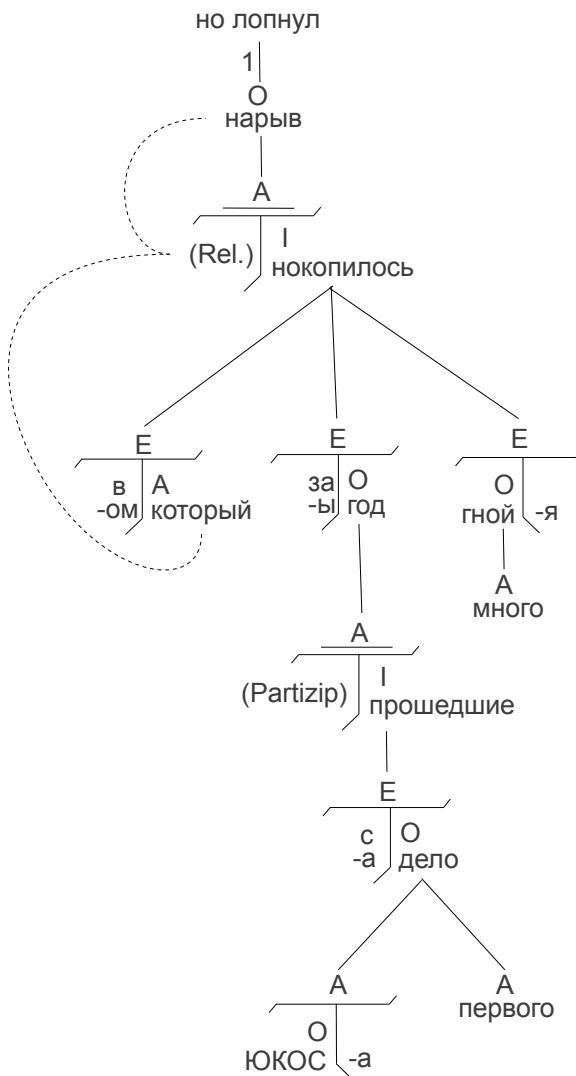 но лопнул
1
О
нарыв
А
(Rel.) I
нокопилось
Е Е Е
в А за О О
-ом который -ы год гной -я
А
много
А
(Partizip) I
прошедшие
Е
с О
-а дело
А А
первого
О
ЮКОС -а